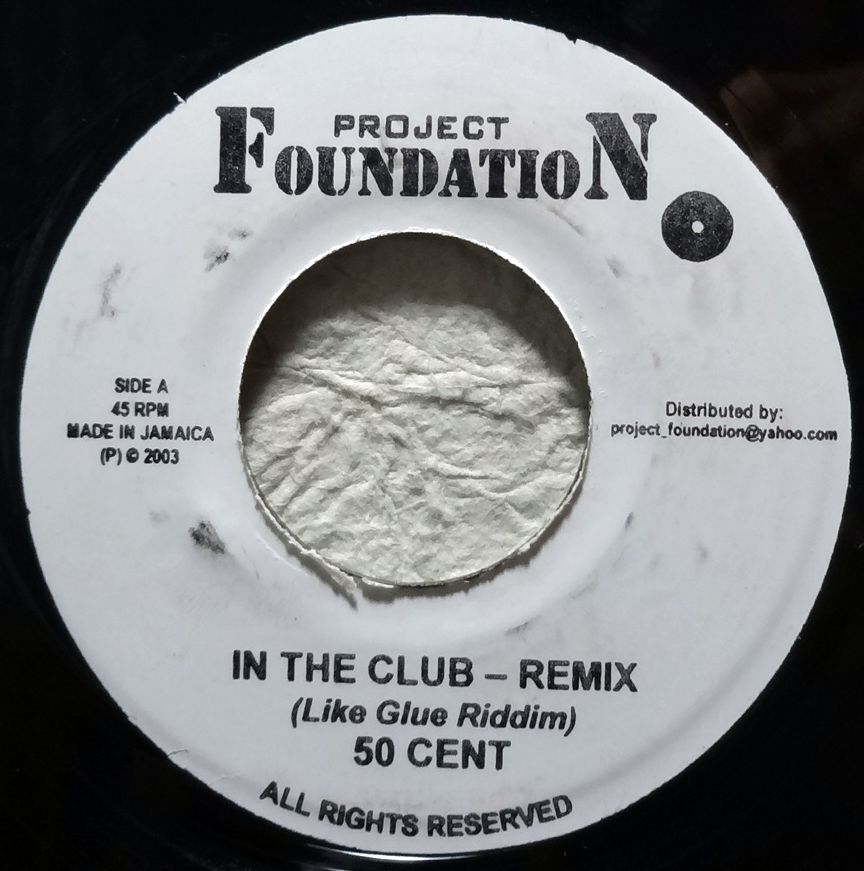 PROJECT
FOUNDATION
SIDE A
45 RPM
MADE IN JAMAICA
(P) © 2003
Distributed by:
project_foundation@yahoo.com
IN THE CLUB – REMIX
(Like Glue Riddim)
50 CENT
ALL RIGHTS RESERVED